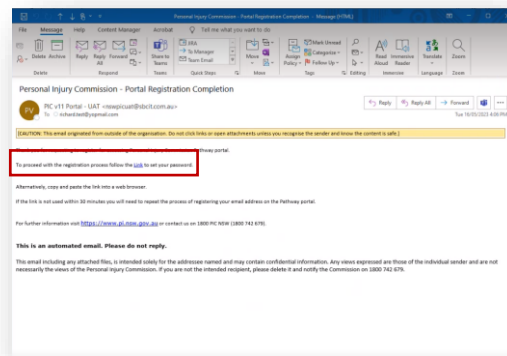 Personal Injury Commission - Portal Registration Completion - Message (HTML)
File Message Help Content Manager Acrobat Tell me what you want to do
Delete Archive
Reply Reply All Forward
Share to Teams
JIRA
To Manager
Team Email
Move
Assign Policy
Mark Unread
Categorise
Follow Up
Read Aloud
Immersive Reader
Translate
Zoom
Delete Respond Teams Quick Steps Move Tags Editing Immersive Language Zoom
Personal Injury Commission - Portal Registration Completion
PV
PIC v11 Portal - UAT <newpicuat@sbcit.com.au>
Reply Reply All Forward
[CAUTION: This email originated from outside of the organisation. Do not click links or open attachments unless you recognise the sender and know the content is safe.]
To proceed with the registration process follow the Link to set your password.
Alternatively, copy and paste the link into a web browser.
If the link is not used within 30 minutes you will need to repeat the process of registering your email address on the Pathway portal.
For further information visit https://www.pi.nsw.gov.au or contact us on 1800 PIC NSW (1800 742 679).
This is an automated email. Please do not reply.
This email including any attached files, is intended solely for the addressee named and may contain confidential information. Any views expressed are those of the individual sender and are not
necessarily the views of the Personal Injury Commission. If you are not the intended recipient, please delete it and notify the Commission on 1800 742 679.